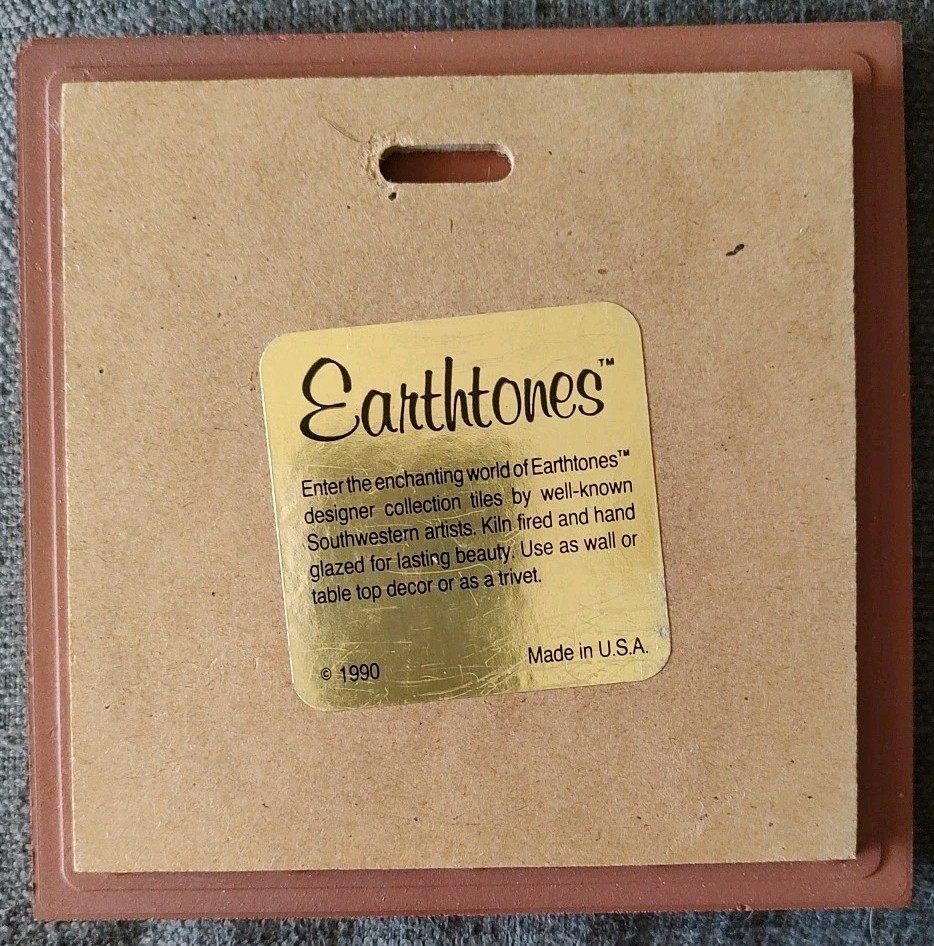 Earthtones™
Enter the enchanting world of Earthtones™
designer collection tiles by well-known
Southwestern artists. Kiln fired and hand
glazed for lasting beauty. Use as wall or
table top decor or as a trivet.
© 1990 Made in U.S.A.